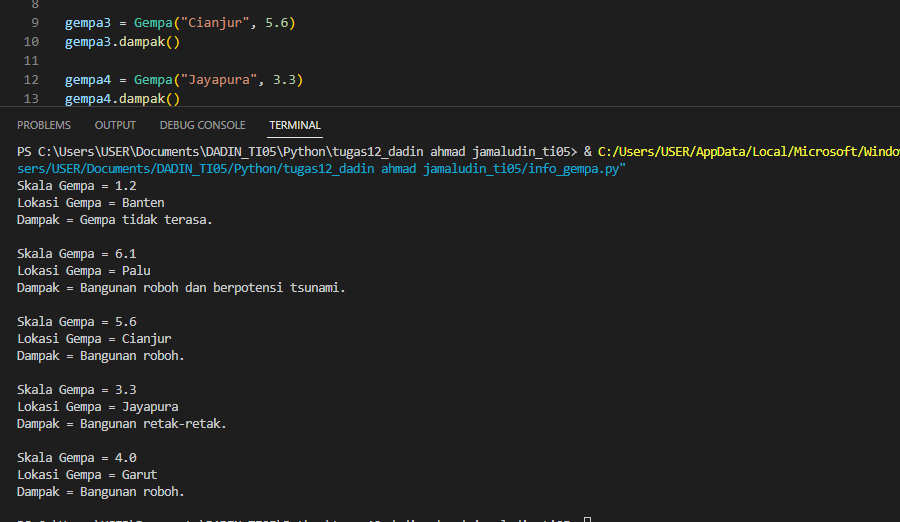 8
9 gempa3 = Gempa("Cianjur", 5.6)
10 gempa3.dampak()
11
12 gempa4 = Gempa("Jayapura", 3.3)
13 gempa4.dampak()
PROBLEMS OUTPUT DEBUG CONSOLE TERMINAL
PS C:\Users\USER\Documents\DADIN_TI05\Python\tugas12_dadin ahmad jamaludin_ti05> & C:/Users/USER/AppData/Local/Microsoft/Windo
sers/USER/Documents/DADIN_TI05/Python/tugas12_dadin ahmad jamaludin_ti05/info_gempa.py"
Skala Gempa = 1.2
Lokasi Gempa = Banten
Dampak = Gempa tidak terasa.
Skala Gempa = 6.1
Lokasi Gempa = Palu
Dampak = Bangunan roboh dan berpotensi tsunami.
Skala Gempa = 5.6
Lokasi Gempa = Cianjur
Dampak = Bangunan roboh.
Skala Gempa = 3.3
Lokasi Gempa = Jayapura
Dampak = Bangunan retak-retak.
Skala Gempa = 4.0
Lokasi Gempa = Garut
Dampak = Bangunan roboh.